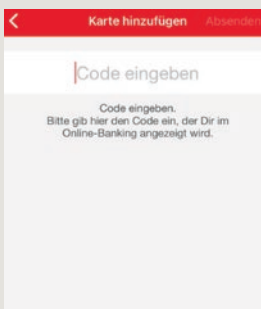 Karte hinzufügen Absenden
Code eingeben
Code eingeben.
Bitte gib hier den Code ein, der Dir im
Online-Banking angezeigt wird.